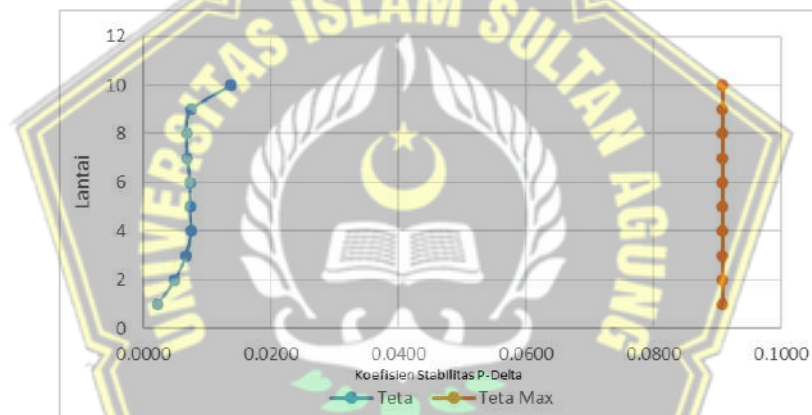 UNIVERSITAS ISLAM SULTAN AGUNG
12
10
8
6
4
2
0
Lantai
0.0000 0.0200 0.0400 0.0600 0.0800 0.1000
Koefisien Stabilitas P-Delta
Teta Teta Max